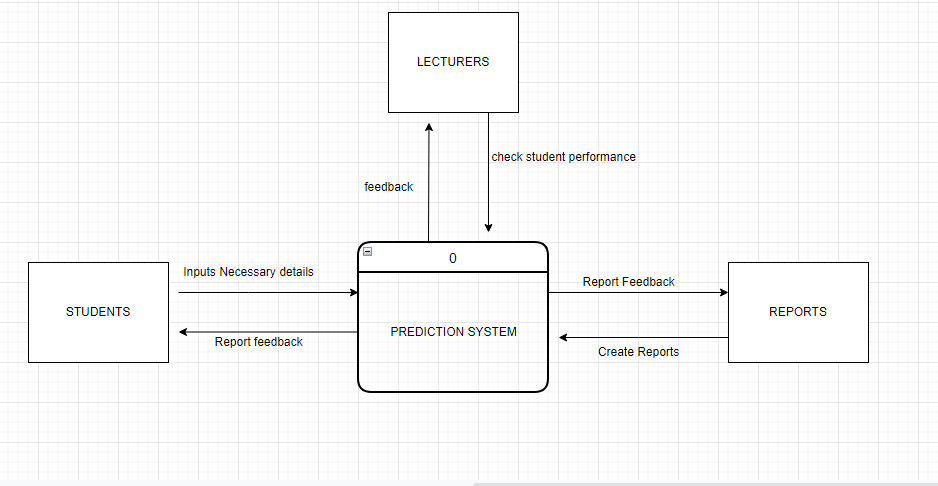 LECTURERS
check student performance
feedback
0
Inputs Necessary details
Report Feedback
STUDENTS
PREDICTION SYSTEM
REPORTS
Report feedback
Create Reports